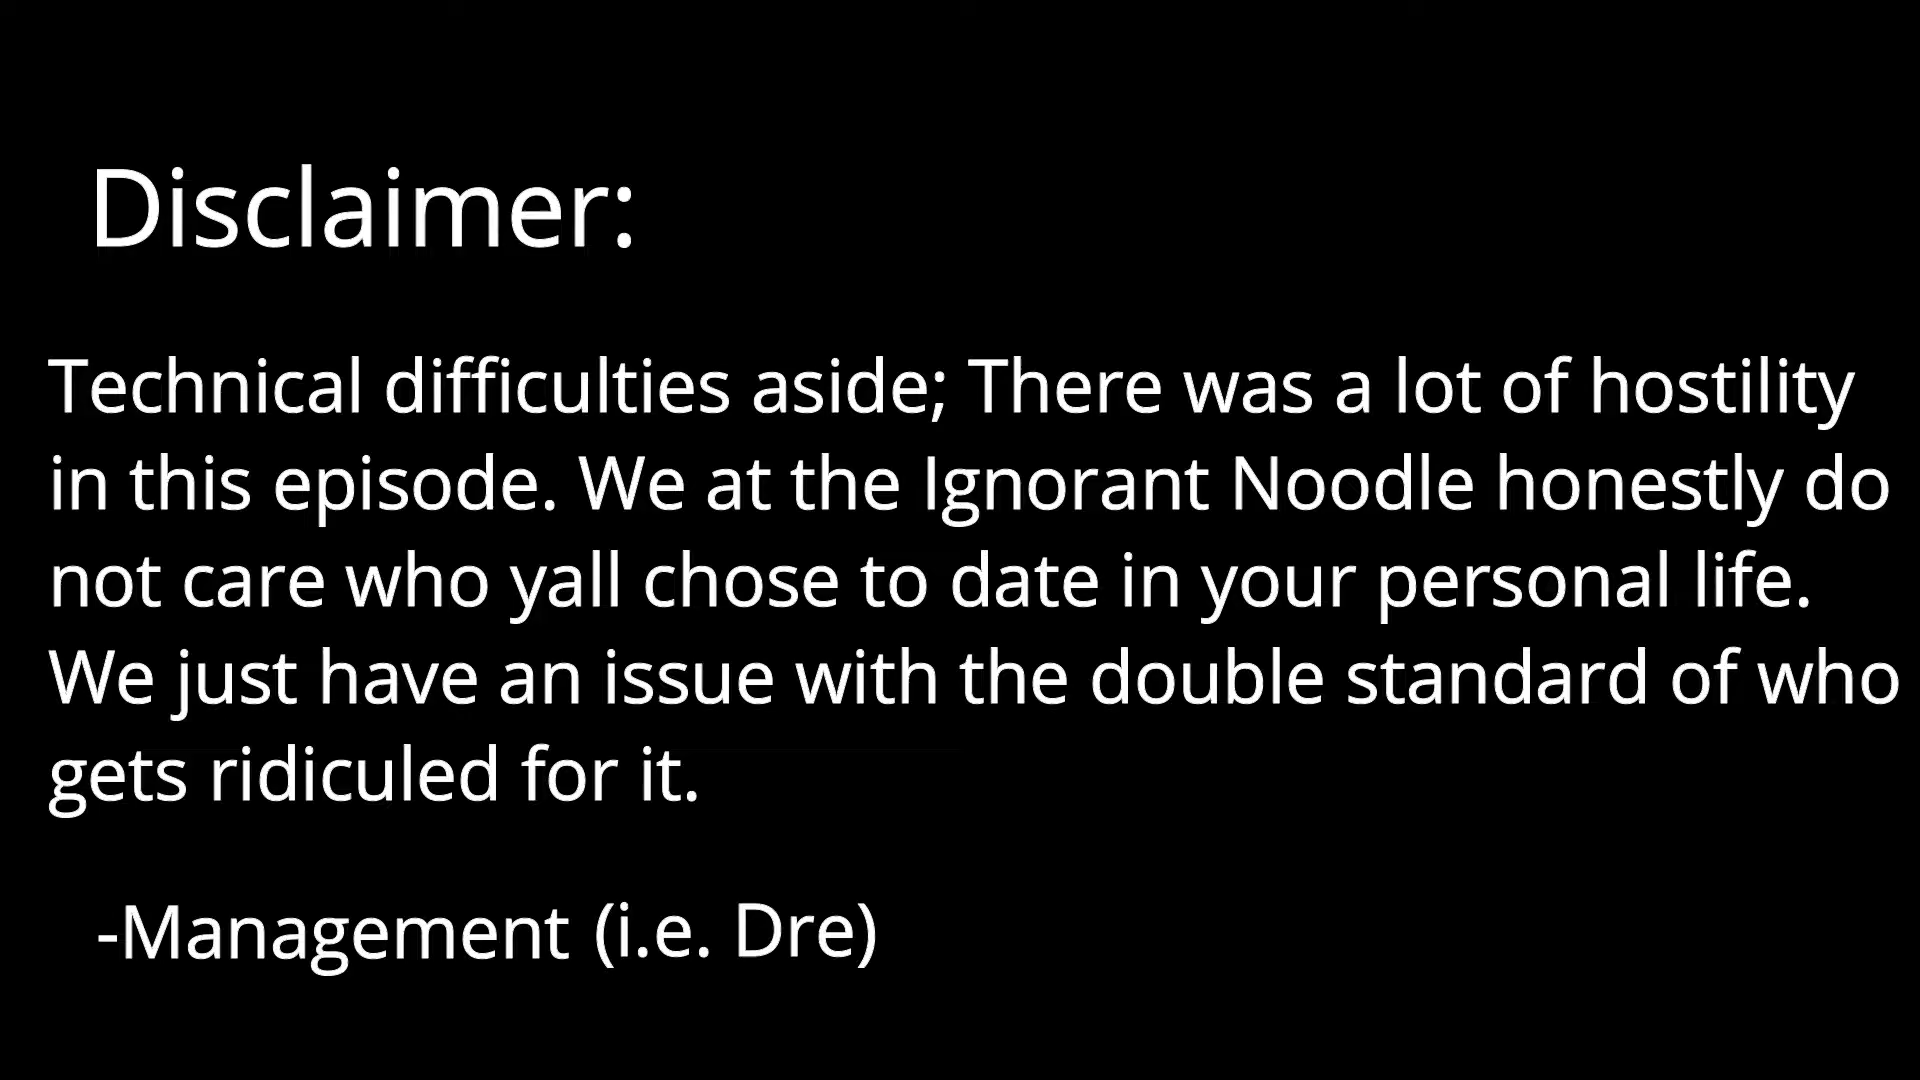 Disclaimer:
Technical difficulties aside; There was a lot of hostility
in this episode. We at the Ignorant Noodle honestly do
not care who yall chose to date in your personal life.
We just have an issue with the double standard of who
gets ridiculed for it.
-Management (i.e. Dre)